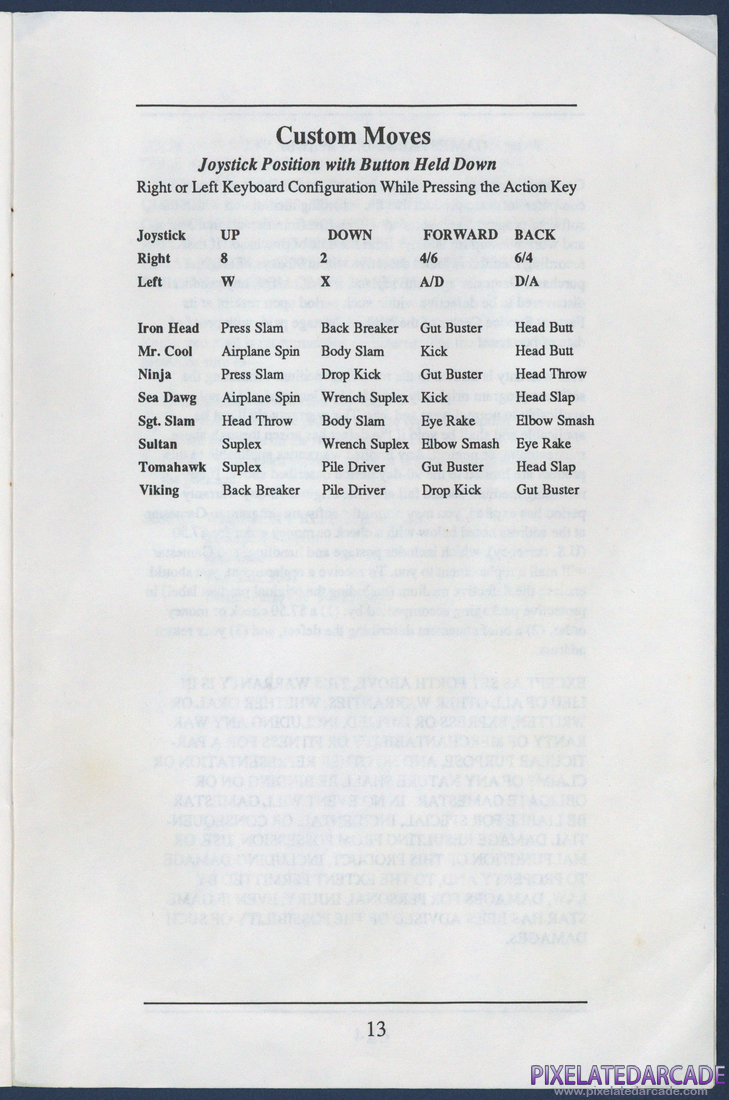 Custom Moves
Joystick Position with Button Held Down
Right or Left Keyboard Configuration While Pressing the Action Key
Joystick UP DOWN FORWARD BACK
Right 8 2 4/6 6/4
Left W X A/D D/A
Iron Head Press Slam Back Breaker Gut Buster Head Butt
Mr. Cool Airplane Spin Body Slam Kick Head Butt
Ninja Press Slam Drop Kick Gut Buster Head Throw
Sea Dawg Airplane Spin Wrench Suplex Kick Head Slap
Sgt. Slam Head Throw Body Slam Eye Rake Elbow Smash
Sultan Suplex Wrench Suplex Elbow Smash Eye Rake
Tomahawk Suplex Pile Driver Gut Buster Head Slap
Viking Back Breaker Pile Driver Drop Kick Gut Buster
13
PIXELATEDARCADE
www.pixelatedarcade.com